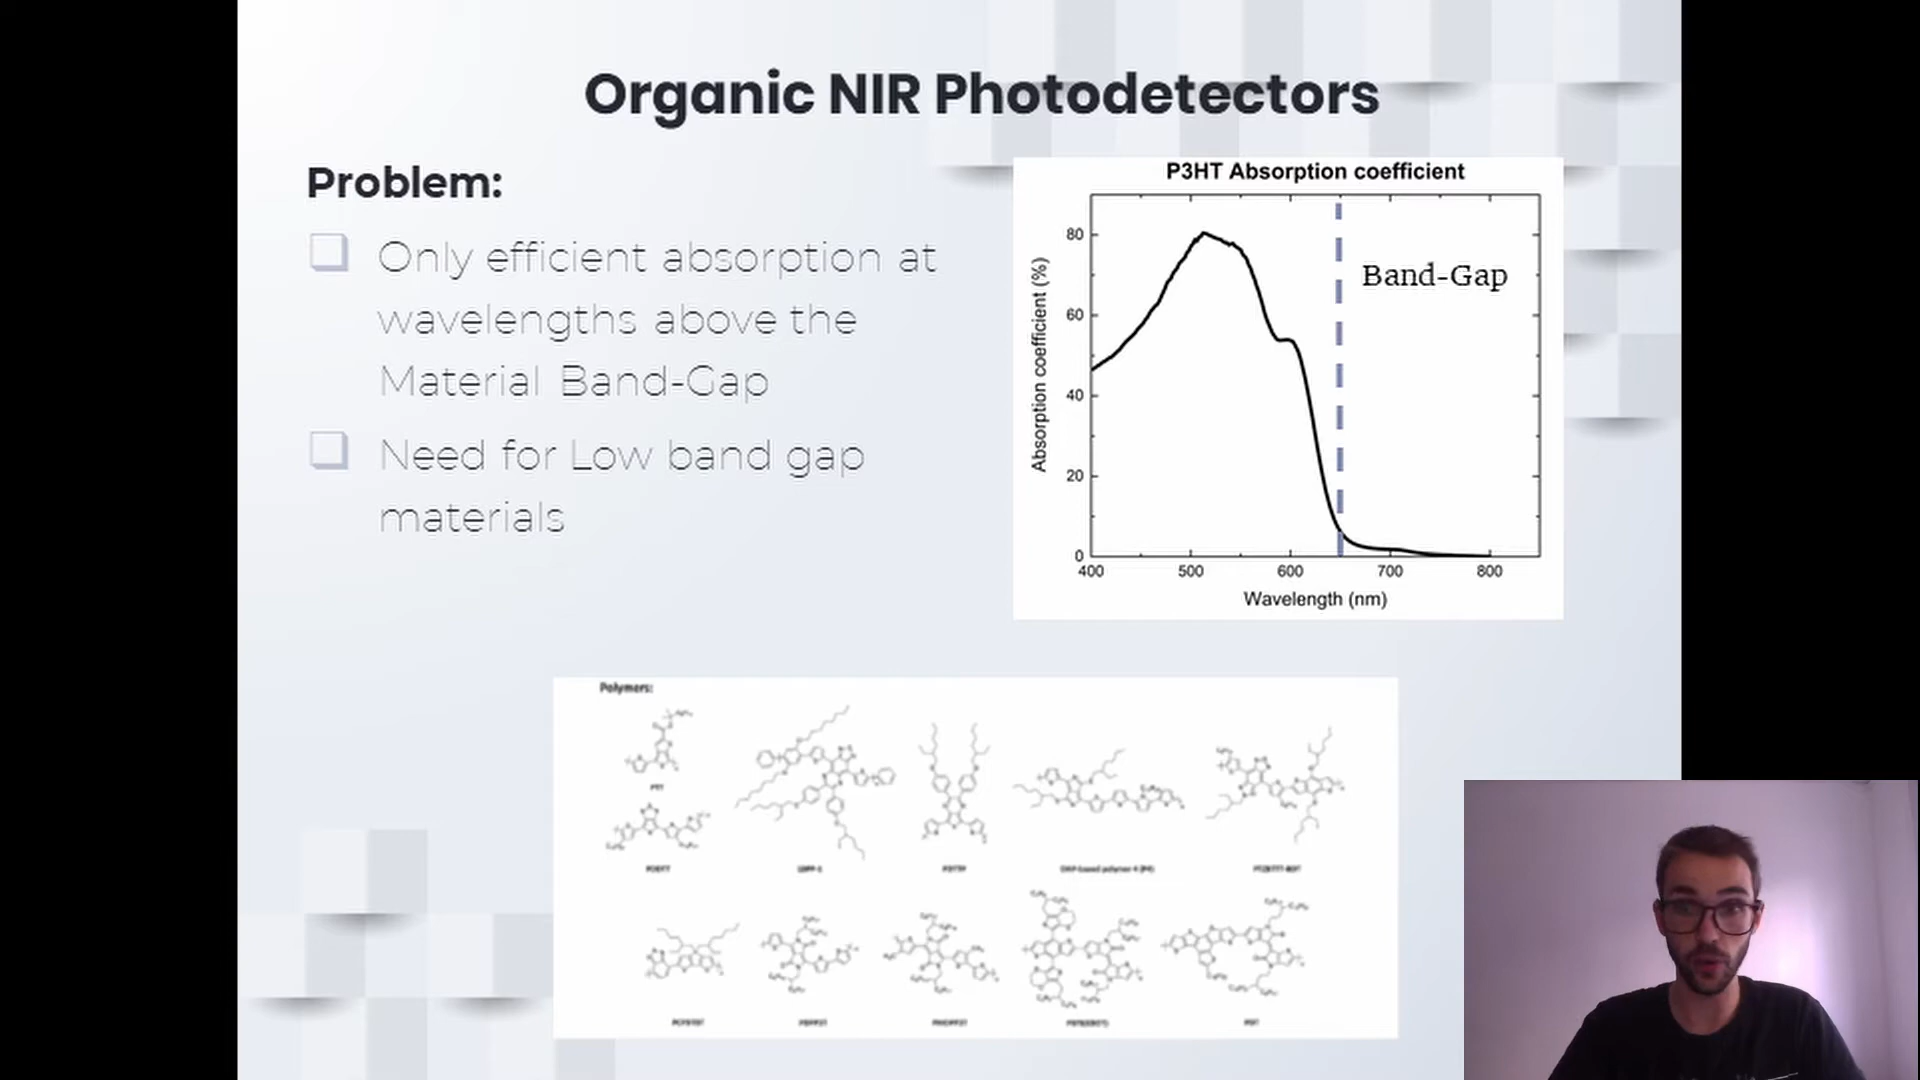 Organic NIR Photodetectors
Problem:
Only efficient absorption at
wavelengths above the
Material Band-Gap
Need for Low band gap
materials
P3HT Absorption coefficient
Band-Gap
Absorption coefficient (%)
80
60
40
20
0
400 500 600 700 800
Wavelength (nm)
Polymers: